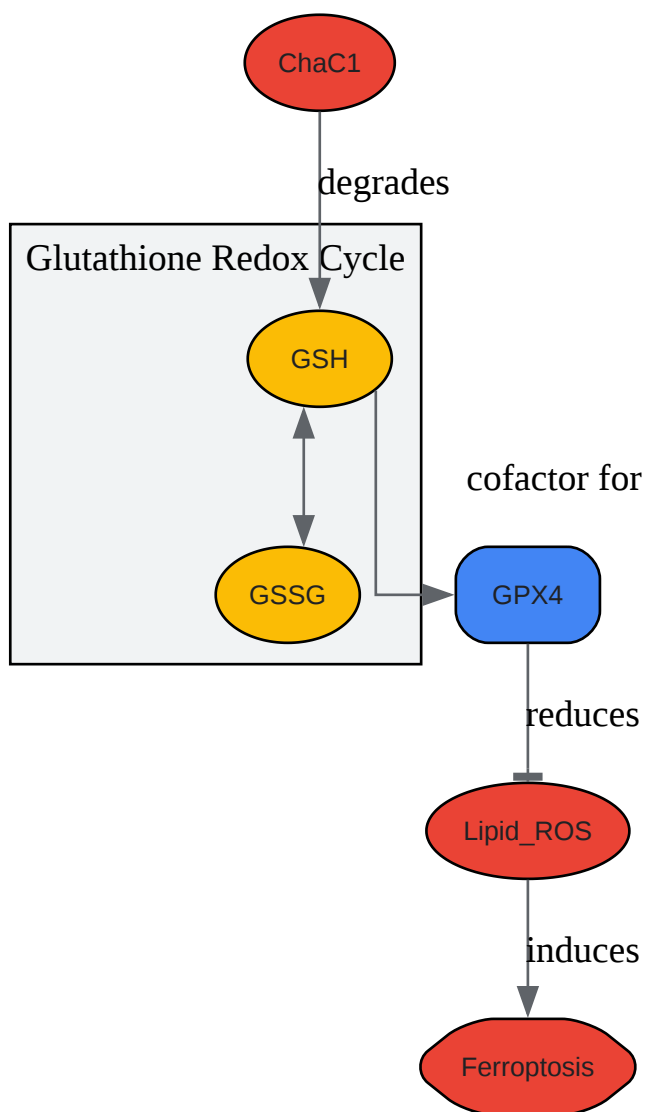 ChaC1
degrades
Glutathione Redox Cycle
GSH
cofactor for
GSSG
GPX4
reduces
Lipid_ROS
induces
Ferroptosis